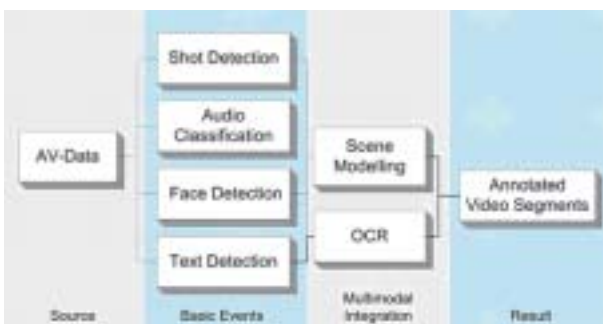 Shot Detection
Audio
Classification
AV-Data
Scene
Modelling
Face Detection
Annotated
Video Segments
OCR
Text Detection
Source
Basic Events
Multimodal
Integration
Result